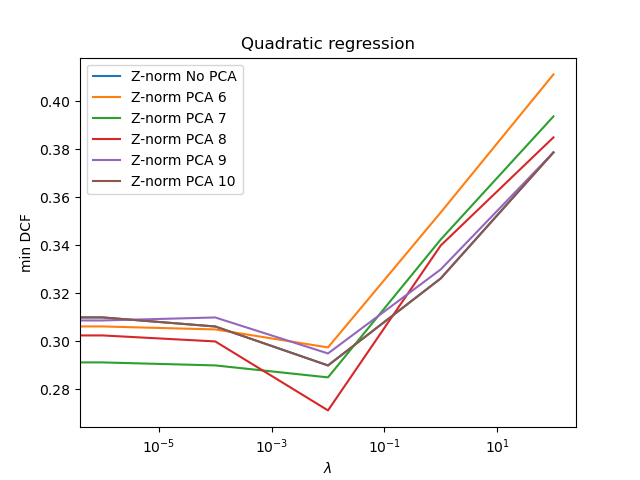 Quadratic regression
Z-norm No PCA
Z-norm PCA 6
Z-norm PCA 7
Z-norm PCA 8
Z-norm PCA 9
Z-norm PCA 10
min DCF
0.40
0.38
0.36
0.34
0.32
0.30
0.28
10⁻⁵ 10⁻³ 10⁻¹ 10¹
λ